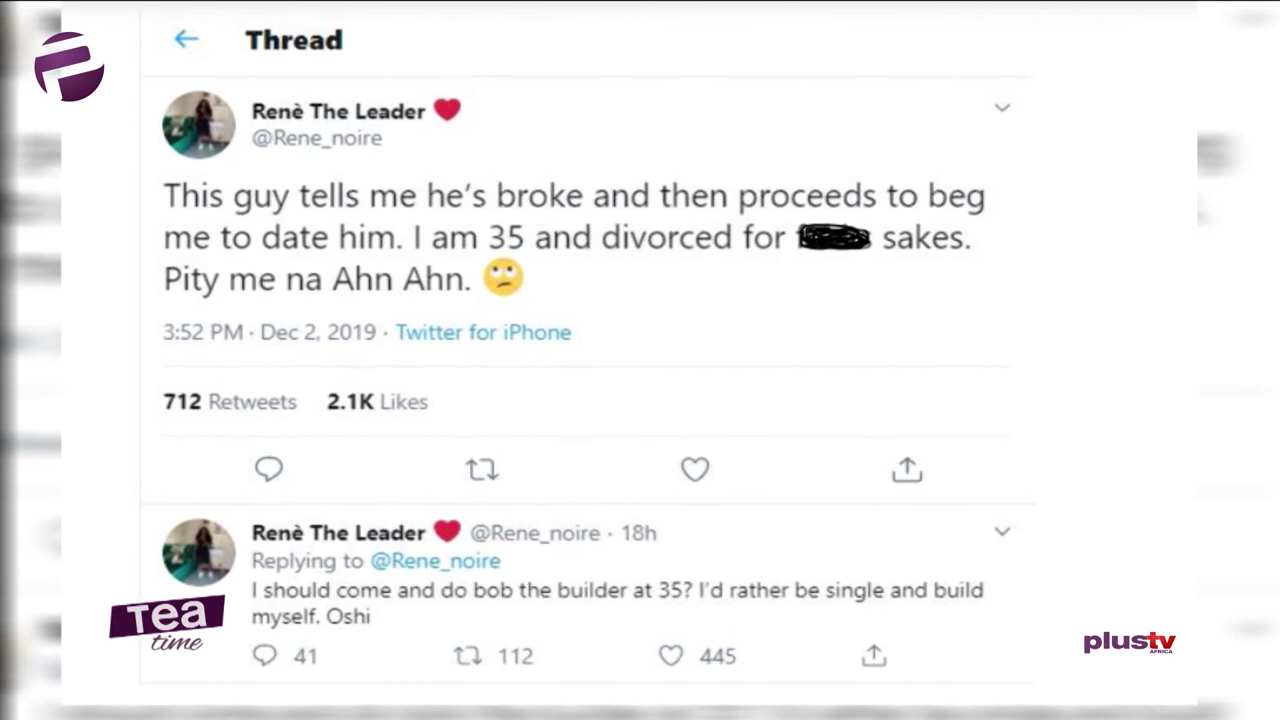 Thread
Renè The Leader
@Rene_noire
This guy tells me he's broke and then proceeds to beg
me to date him. I am 35 and divorced for sakes.
Pity me na Ahn Ahn.
3:52 PM · Dec 2, 2019 · Twitter for iPhone
712 Retweets 2.1K Likes
Renè The Leader @Rene_noire · 18h
Replying to @Rene_noire
I should come and do bob the builder at 35? I'd rather be single and build
myself. Oshi
41 112 445
Tea
time
plustv
AFRICA